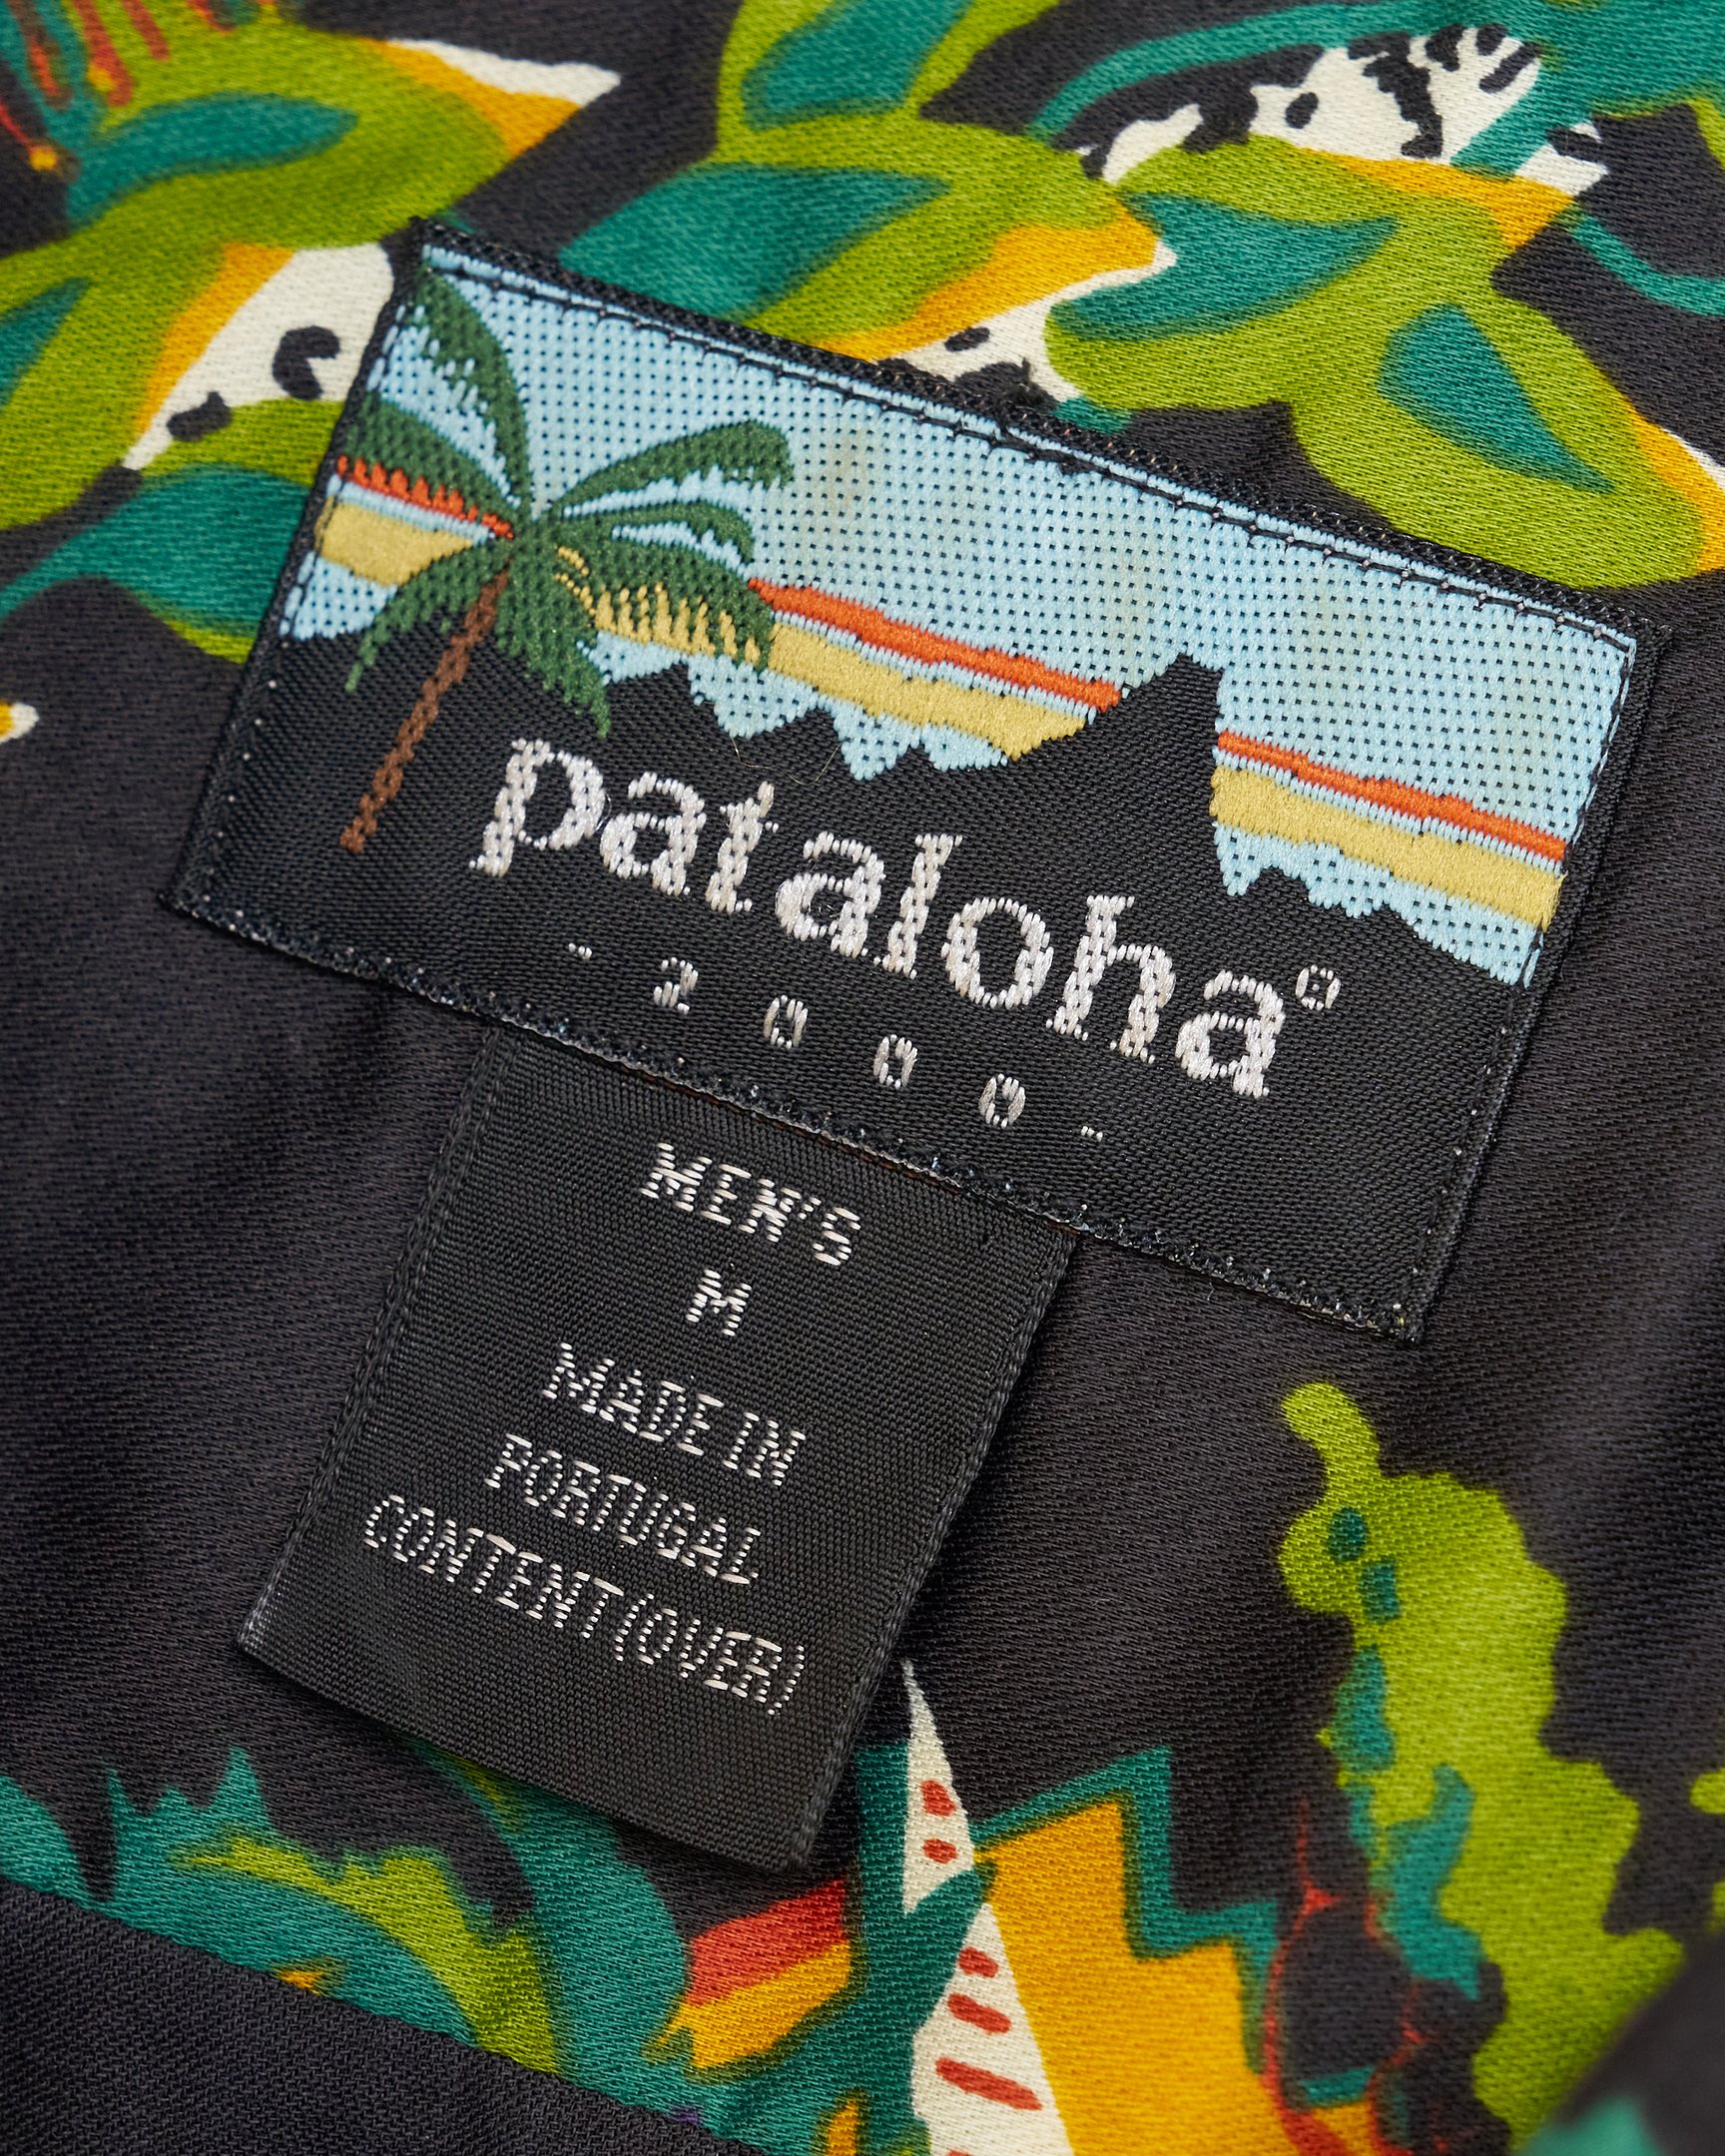 pataloha®
- 2000 -
MEN'S
M
MADE IN
PORTUGAL
CONTENT(OVER)